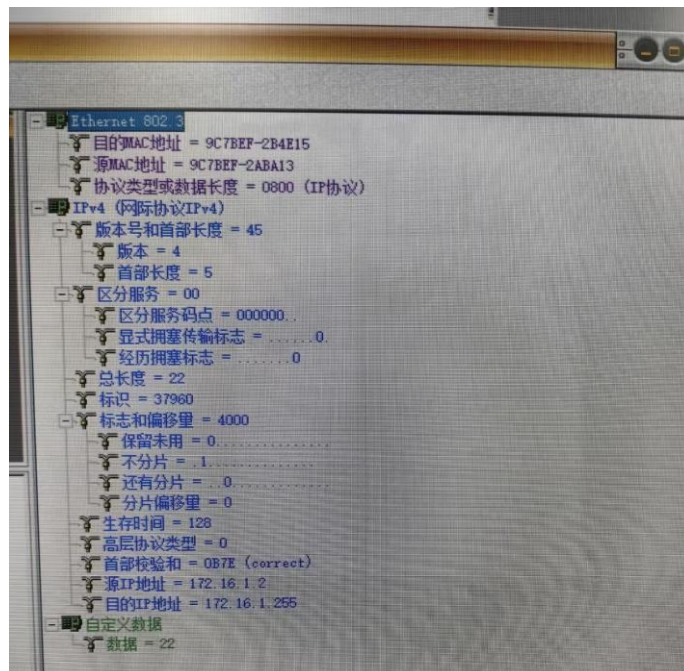 Ethernet 802.3
目的MAC地址 = 9C7BEF-2B4E15
源MAC地址 = 9C7BEF-2ABA13
协议类型或数据长度 = 0800 (IP协议)
IPv4 (网际协议IPv4)
版本号和首部长度 = 45
版本 = 4
首部长度 = 5
区分服务 = 00
区分服务码点 = 000000..
显式拥塞传输标志 = ......0.
经历拥塞标志 = .......0
总长度 = 22
标识 = 37960
标志和偏移量 = 4000
保留未用 = 0...............
不分片 = .1..............
还有分片 = ..0.............
分片偏移量 = 0
生存时间 = 128
高层协议类型 = 0
首部校验和 = 0B7E (correct)
源IP地址 = 172.16.1.2
目的IP地址 = 172.16.1.255
自定义数据
数据 = 22